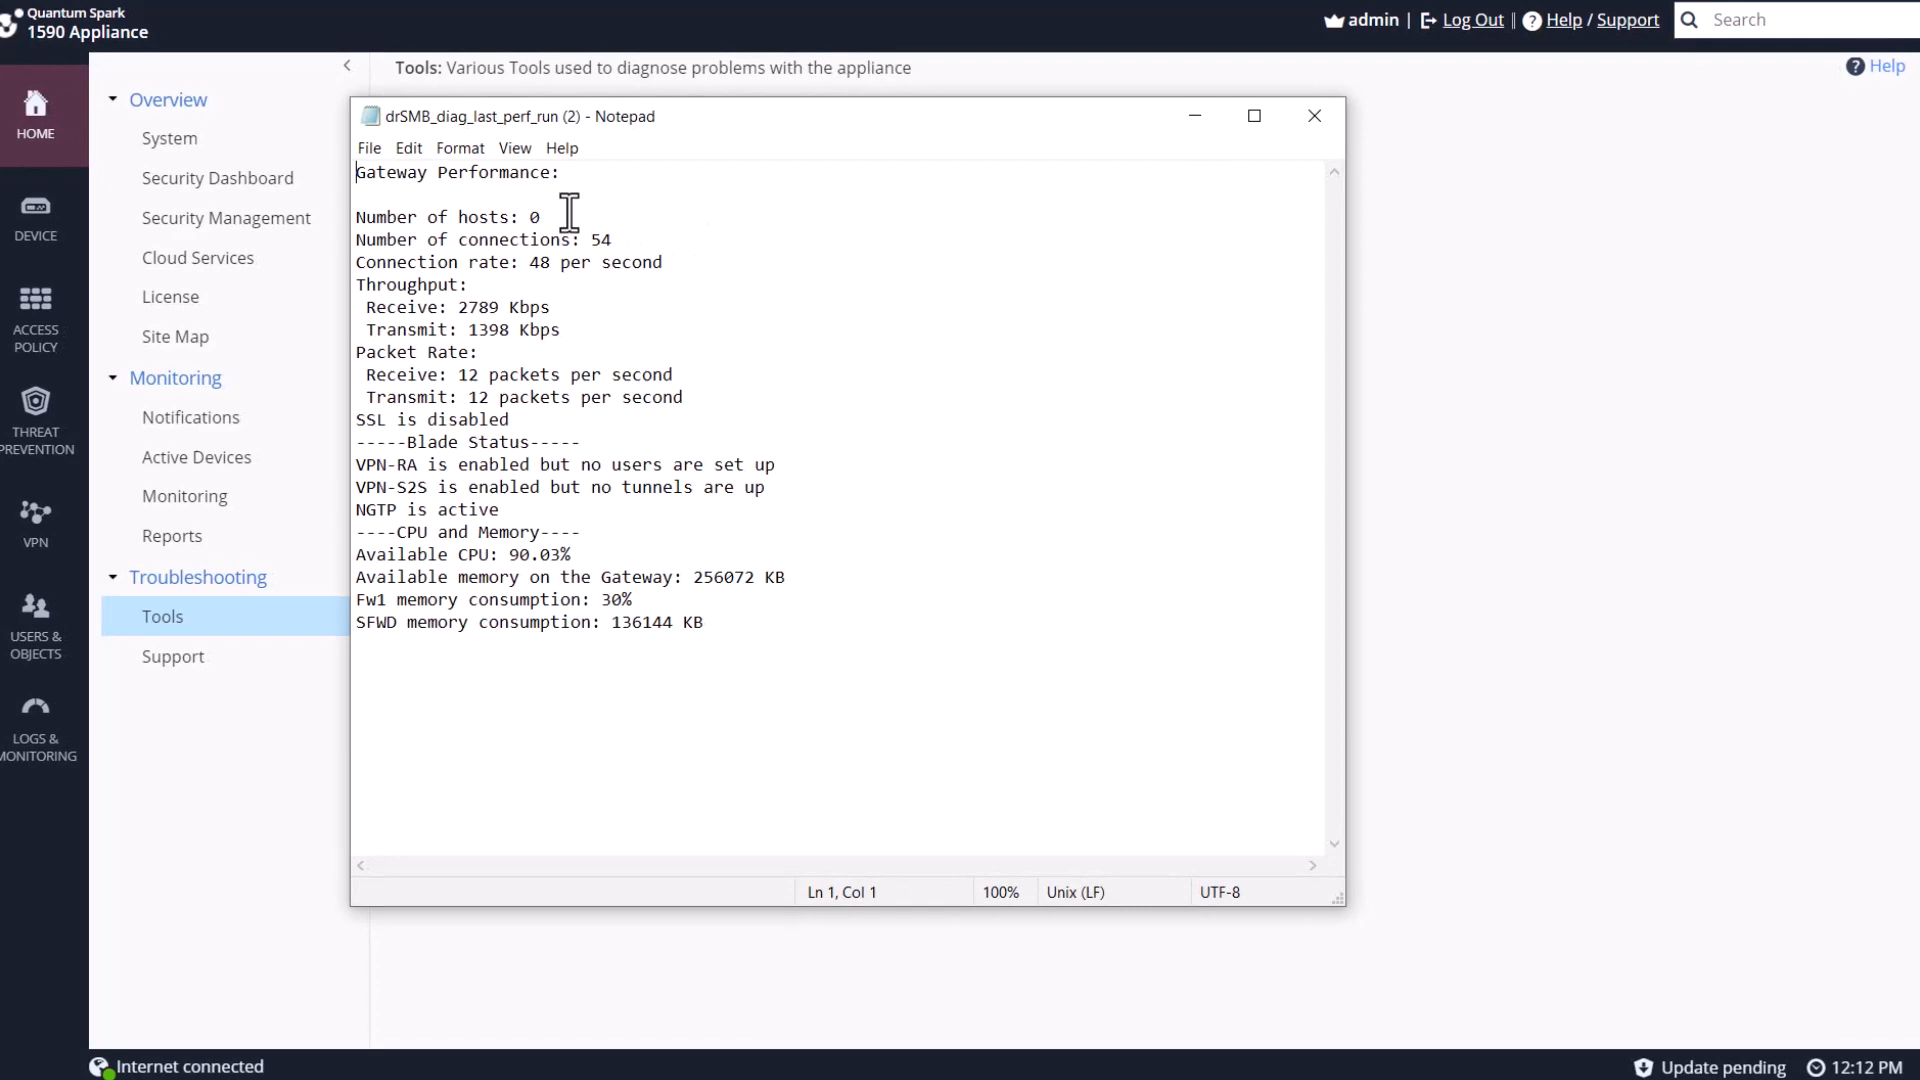 Quantum Spark
1590 Appliance
admin | Log Out | Help / Support
Search
HOME
DEVICE
ACCESS
POLICY
THREAT
PREVENTION
VPN
USERS &
OBJECTS
LOGS &
MONITORING
Overview
System
Security Dashboard
Security Management
Cloud Services
License
Site Map
Monitoring
Notifications
Active Devices
Monitoring
Reports
Troubleshooting
Tools
Support
Tools: Various Tools used to diagnose problems with the appliance
Help
drSMB_diag_last_perf_run (2) - Notepad
File Edit Format View Help
Gateway Performance:
Number of hosts: 0
Number of connections: 54
Connection rate: 48 per second
Throughput:
Receive: 2789 Kbps
Transmit: 1398 Kbps
Packet Rate:
Receive: 12 packets per second
Transmit: 12 packets per second
SSL is disabled
-----Blade Status-----
VPN-RA is enabled but no users are set up
VPN-S2S is enabled but no tunnels are up
NGTP is active
----CPU and Memory----
Available CPU: 90.03%
Available memory on the Gateway: 256072 KB
Fw1 memory consumption: 30%
SFWD memory consumption: 136144 KB
Ln 1, Col 1
100%
Unix (LF)
UTF-8
Internet connected
Update pending
12:12 PM